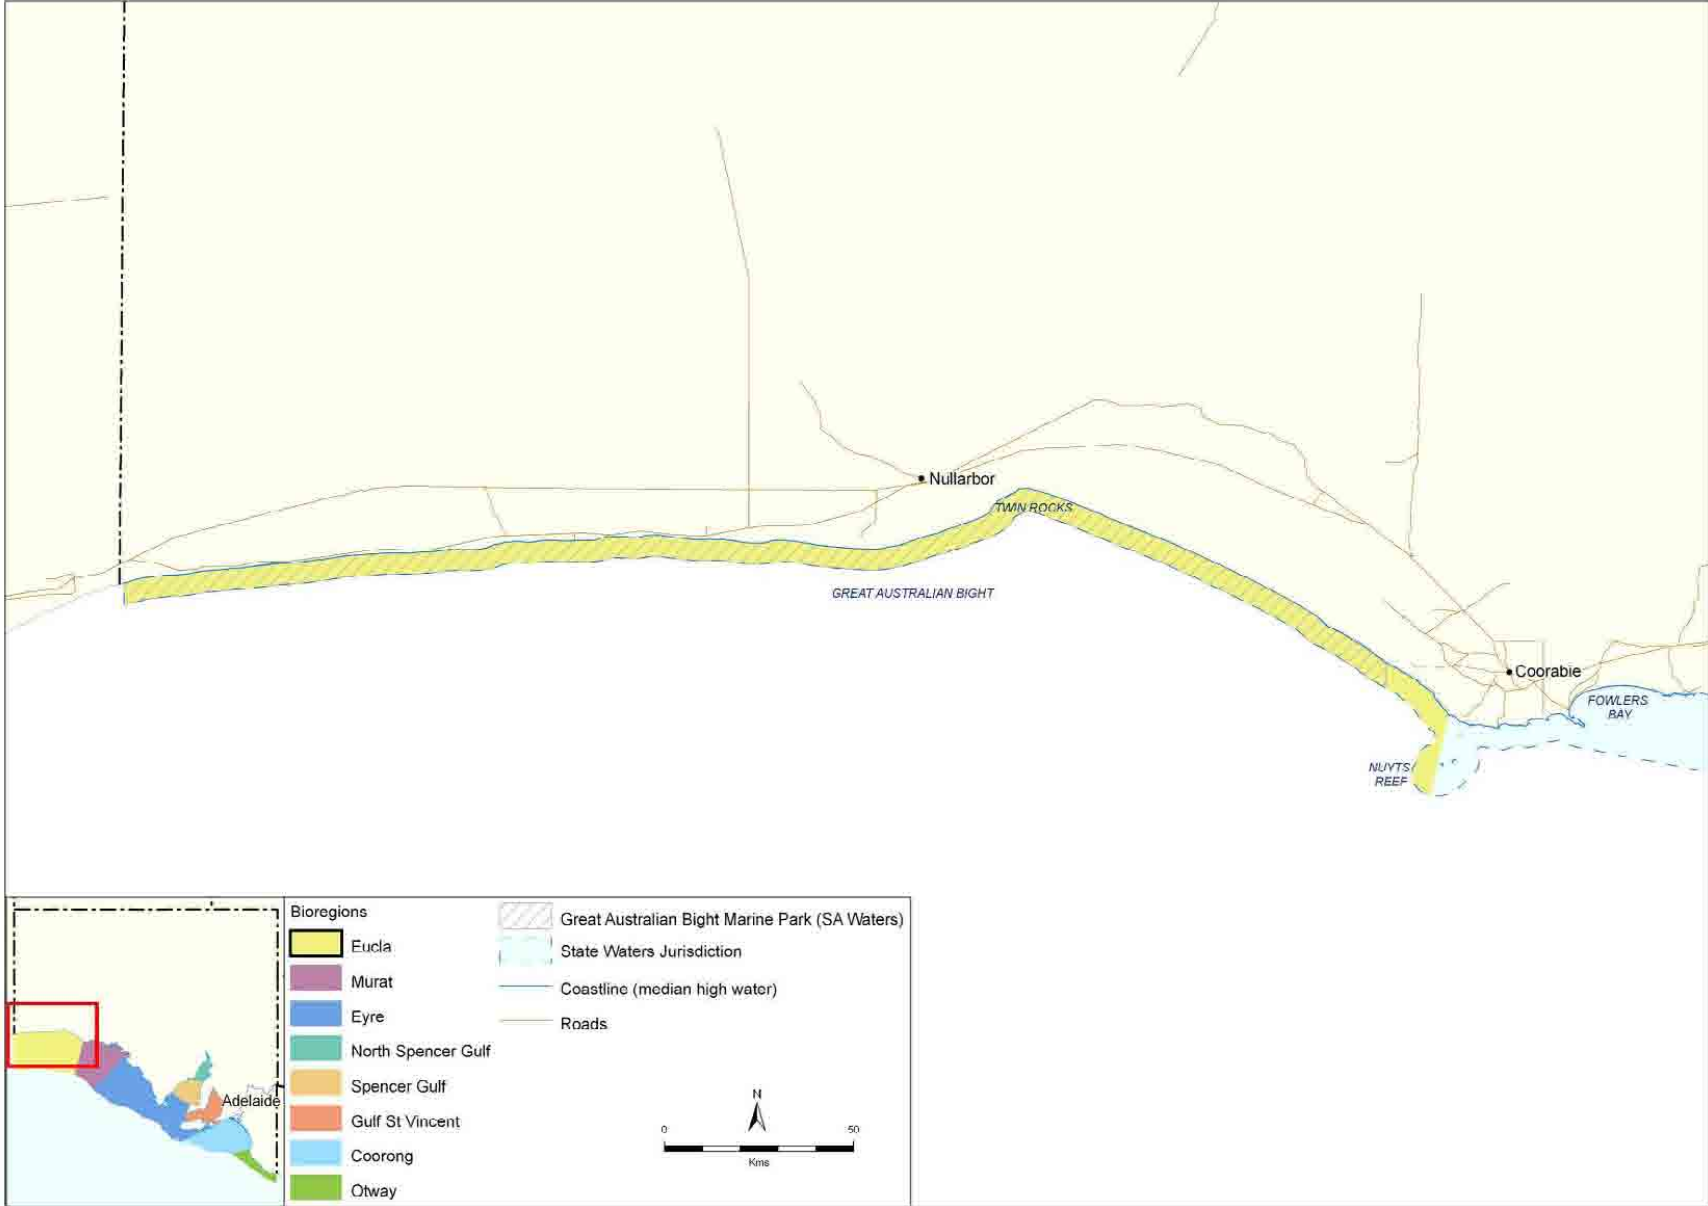 Nullarbor
TWIN ROCKS
GREAT AUSTRALIAN BIGHT
Coorabie
FOWLERS
BAY
NUYTS
REEF
Adelaide
Bioregions
Eucla
Murat
Eyre
North Spencer Gulf
Spencer Gulf
Gulf St Vincent
Coorong
Otway
Great Australian Bight Marine Park (SA Waters)
State Waters Jurisdiction
Coastline (median high water)
Roads
N
0 50
Kms